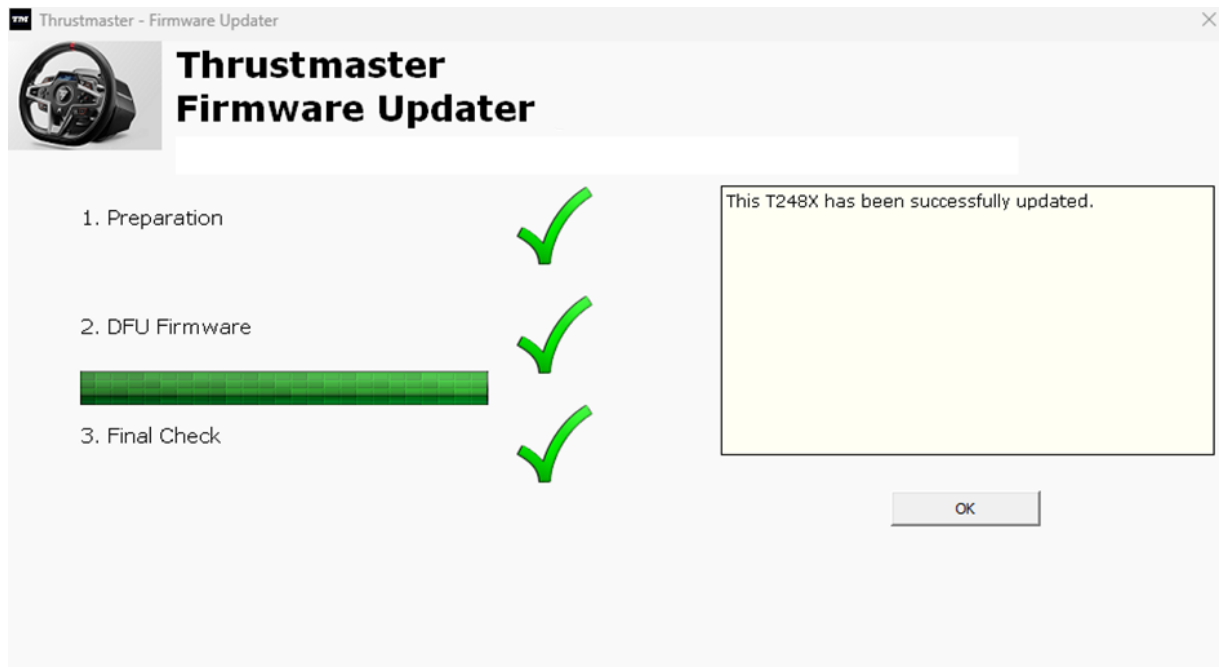 TM Thrustmaster - Firmware Updater
Thrustmaster
Firmware Updater
1. Preparation
This T248X has been successfully updated.
2. DFU Firmware
3. Final Check
OK